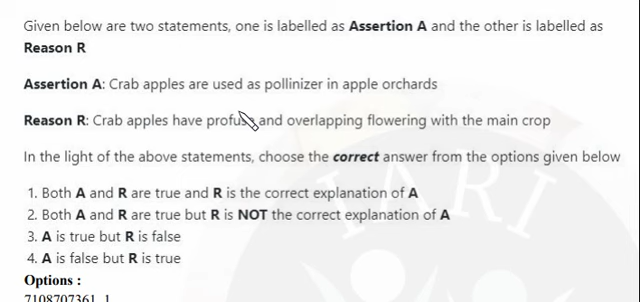 Given below are two statements, one is labelled as Assertion A and the other is labelled as
Reason R
Assertion A: Crab apples are used as pollinizer in apple orchards
Reason R: Crab apples have and overlapping flowering with the main crop
In the light of the above statements, choose the correct answer from the options given below
1. Both A and R are true and R is the correct explanation of A
2. Both A and R are true but R is NOT the correct explanation of A
3. A is true but R is false
4. A is false but R is true
Options :
7108707361 1
IARI